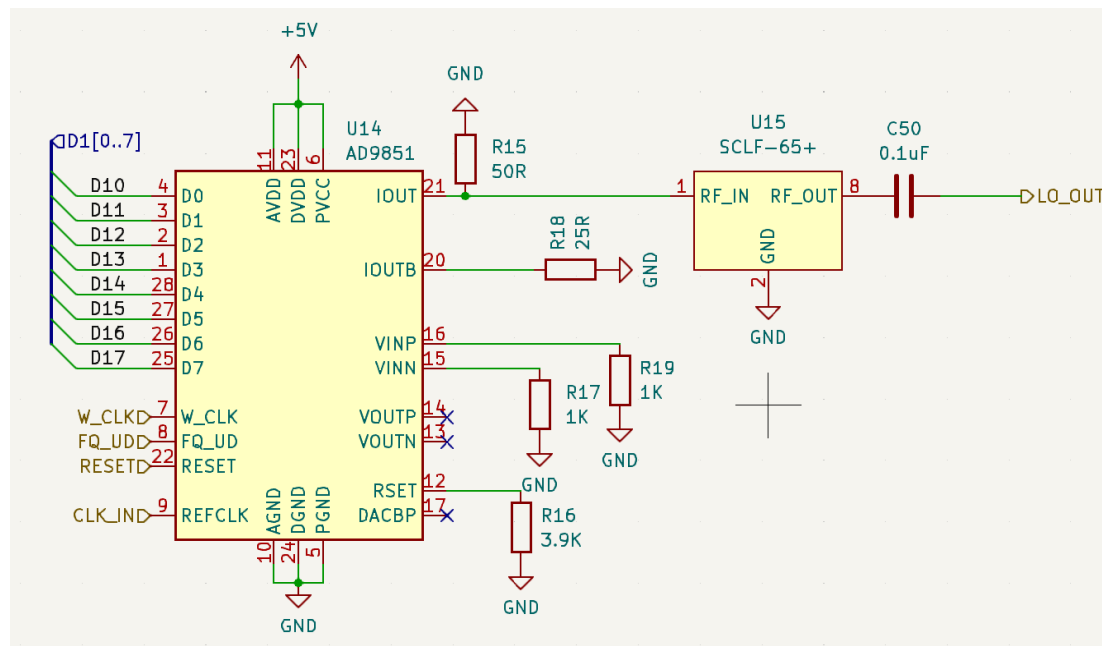 +5V
GND
D1[0..7]
U14
AD9851
R15
50R
U15
SCLF-65+
C50
0.1uF
11
23
6
AVDD
DVDD
PVCC
D10
4
D0
D11
3
D1
D12
2
D2
D13
1
D3
D14
28
D4
D15
27
D5
D16
26
D6
D17
25
D7
W_CLK
7
W_CLK
FQ_UD
8
FQ_UD
RESET
22
RESET
CLK_IN
9
REFCLK
IOUT
21
IOUTB
20
R18
25R
GND
VINP
16
VINN
15
R19
1K
GND
R17
1K
GND
VOUTP
14
VOUTN
13
RSET
12
DACBP
17
R16
3.9K
GND
AGND
DGND
PGND
10
24
5
GND
1
RF_IN
RF_OUT
8
GND
2
GND
LO_OUT